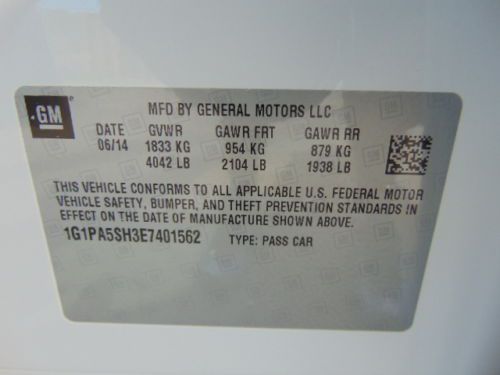 GM
MFD BY GENERAL MOTORS LLC
DATE GVWR GAWR FRT GAWR RR
06/14 1833 KG 954 KG 879 KG
4042 LB 2104 LB 1938 LB
THIS VEHICLE CONFORMS TO ALL APPLICABLE U.S. FEDERAL MOTOR
VEHICLE SAFETY, BUMPER, AND THEFT PREVENTION STANDARDS IN
EFFECT ON THE DATE OF MANUFACTURE SHOWN ABOVE.
1G1PA5SH3E7401562 TYPE: PASS CAR